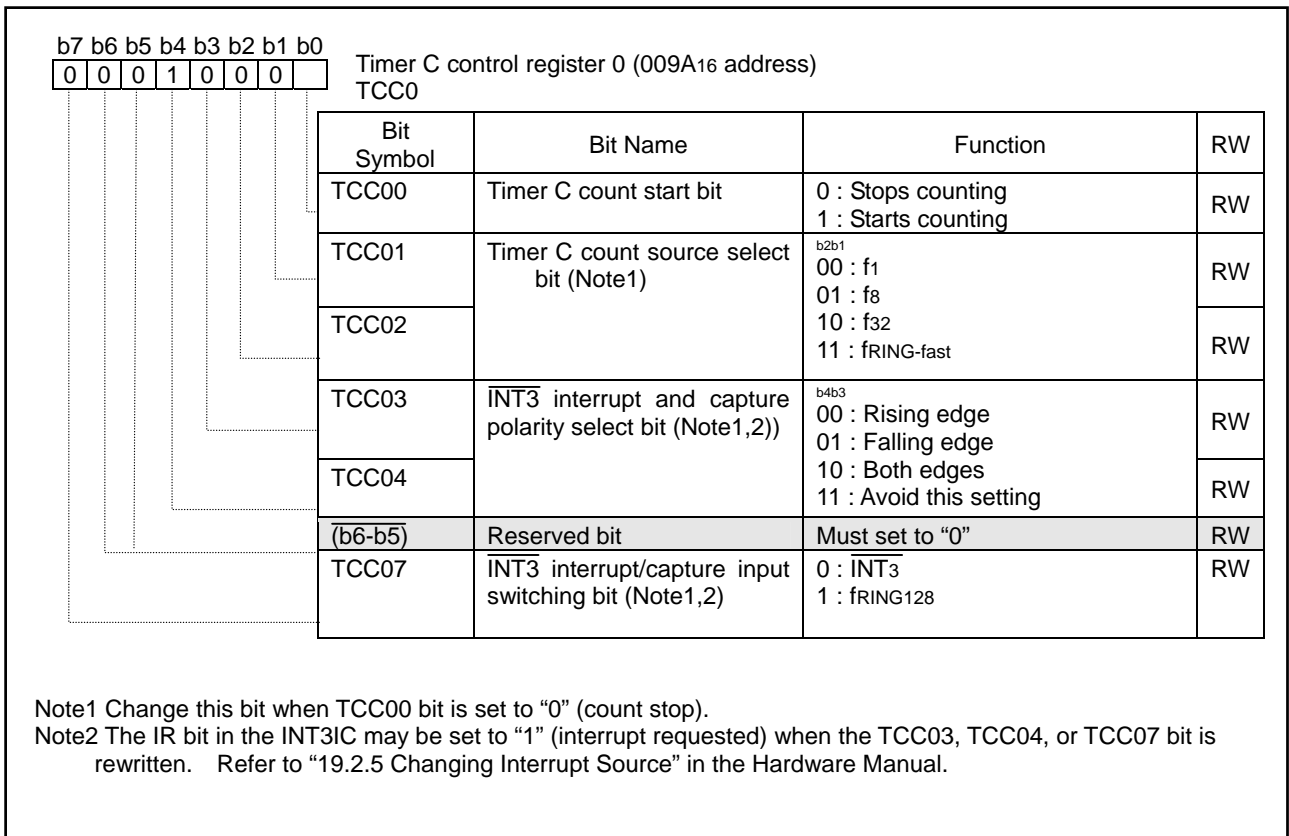 b7 b6 b5 b4 b3 b2 b1 b0
0 0 0 1 0 0 0
Timer C control register 0 (009A16 address)
TCC0
Bit Symbol Bit Name Function RW
TCC00 Timer C count start bit 0 : Stops counting RW
1 : Starts counting
TCC01 Timer C count source select bit (Note1) b2b1 RW
00 : f1
01 : f8
TCC02 10 : f32 RW
11 : fRING-fast
TCC03 INT3 interrupt and capture polarity select bit (Note1,2)) b4b3 RW
00 : Rising edge
01 : Falling edge
TCC04 10 : Both edges RW
11 : Avoid this setting
(b6-b5) Reserved bit Must set to “0” RW
TCC07 INT3 interrupt/capture input switching bit (Note1,2) 0 : INT3 RW
1 : fRING128
Note1 Change this bit when TCC00 bit is set to “0” (count stop).
Note2 The IR bit in the INT3IC may be set to “1” (interrupt requested) when the TCC03, TCC04, or TCC07 bit is
rewritten. Refer to “19.2.5 Changing Interrupt Source” in the Hardware Manual.